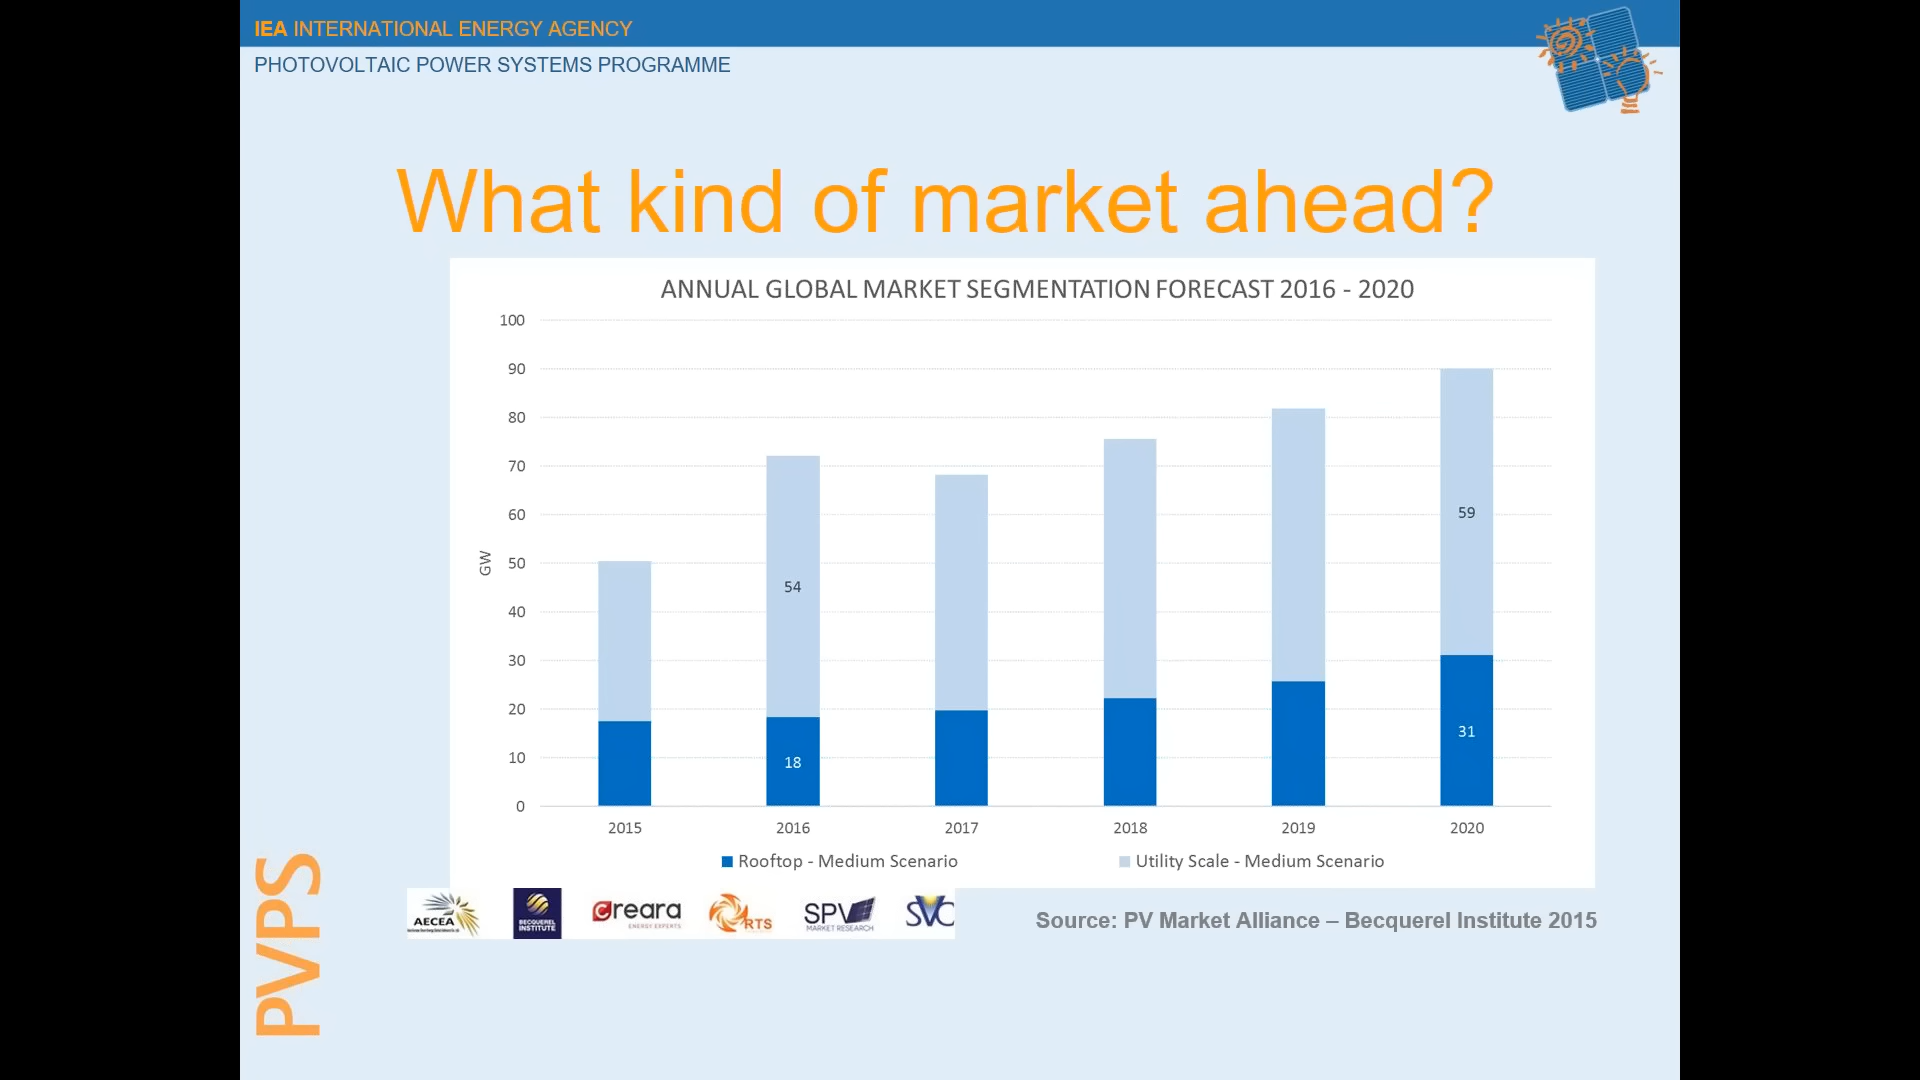 IEA INTERNATIONAL ENERGY AGENCY
PHOTOVOLTAIC POWER SYSTEMS PROGRAMME
What kind of market ahead?
ANNUAL GLOBAL MARKET SEGMENTATION FORECAST 2016 - 2020
100
90
80
70
60
50
40
30
20
10
0
GW
54
18
59
31
2015 2016 2017 2018 2019 2020
Rooftop - Medium Scenario Utility Scale - Medium Scenario
AECEA
BECQUEREL INSTITUTE
creara
ENERGY EXPERTS
RTS
SPV
MARKET RESEARCH
SVC
Source: PV Market Alliance – Becquerel Institute 2015
PVPS